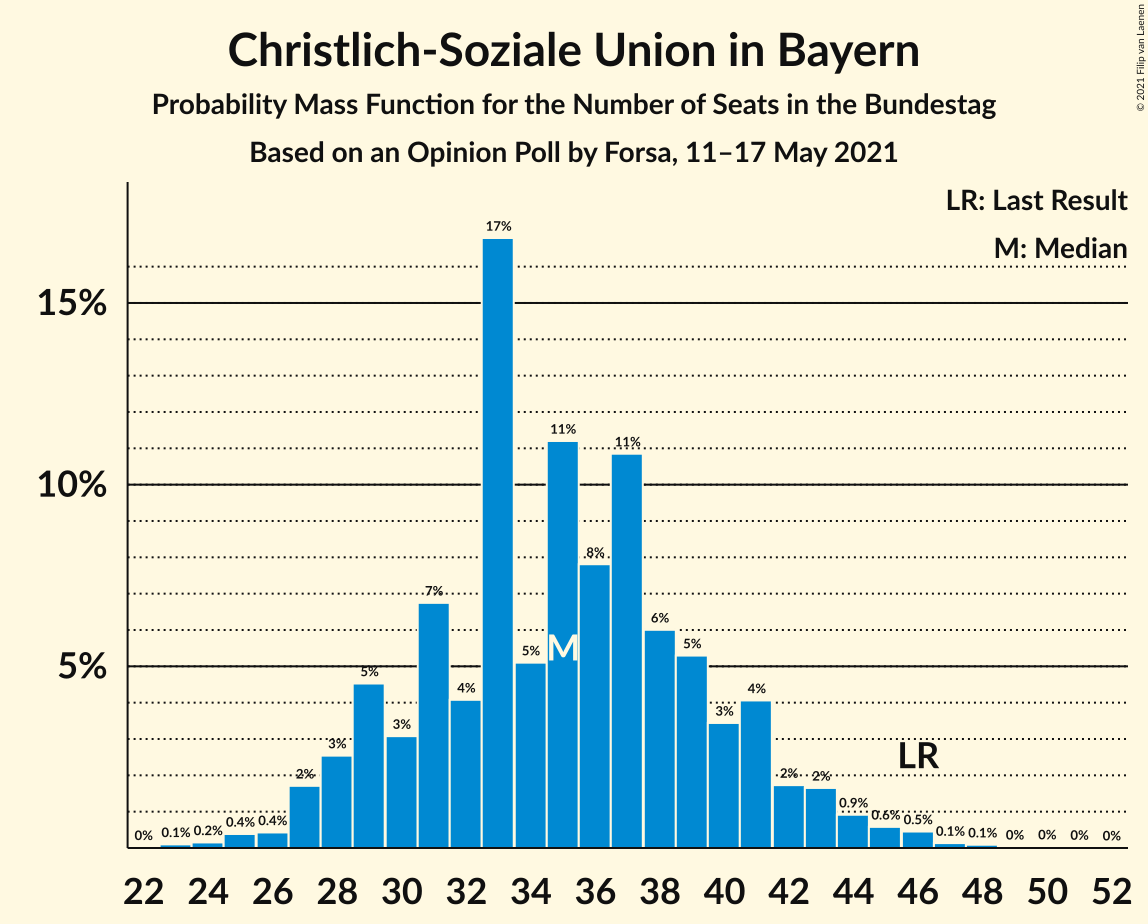 Christlich-Soziale Union in Bayern
Probability Mass Function for the Number of Seats in the Bundestag
Based on an Opinion Poll by Forsa, 11–17 May 2021
© 2021 Filip van Laenen
LR: Last Result
M: Median
15%
10%
5%
0% 0.1% 0.2% 0.4% 0.4% 2% 3% 5% 3% 7% 4% 17% 5% 11% 8% 11% 6% 5% 3% 4% 2% 2% 0.9% 0.6% 0.5% 0.1% 0.1% 0% 0% 0% 0%
M
LR
22 24 26 28 30 32 34 36 38 40 42 44 46 48 50 52